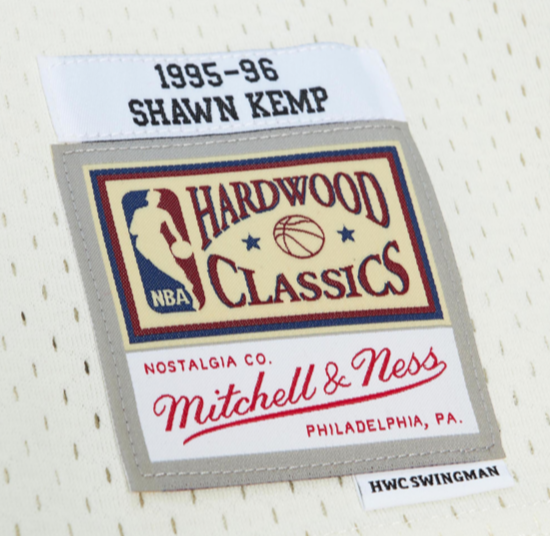 1995-96
SHAWN KEMP
HARDWOOD
CLASSICS
NBA
NOSTALGIA CO.
Mitchell & Ness
PHILADELPHIA, PA.
HWC SWINGMAN